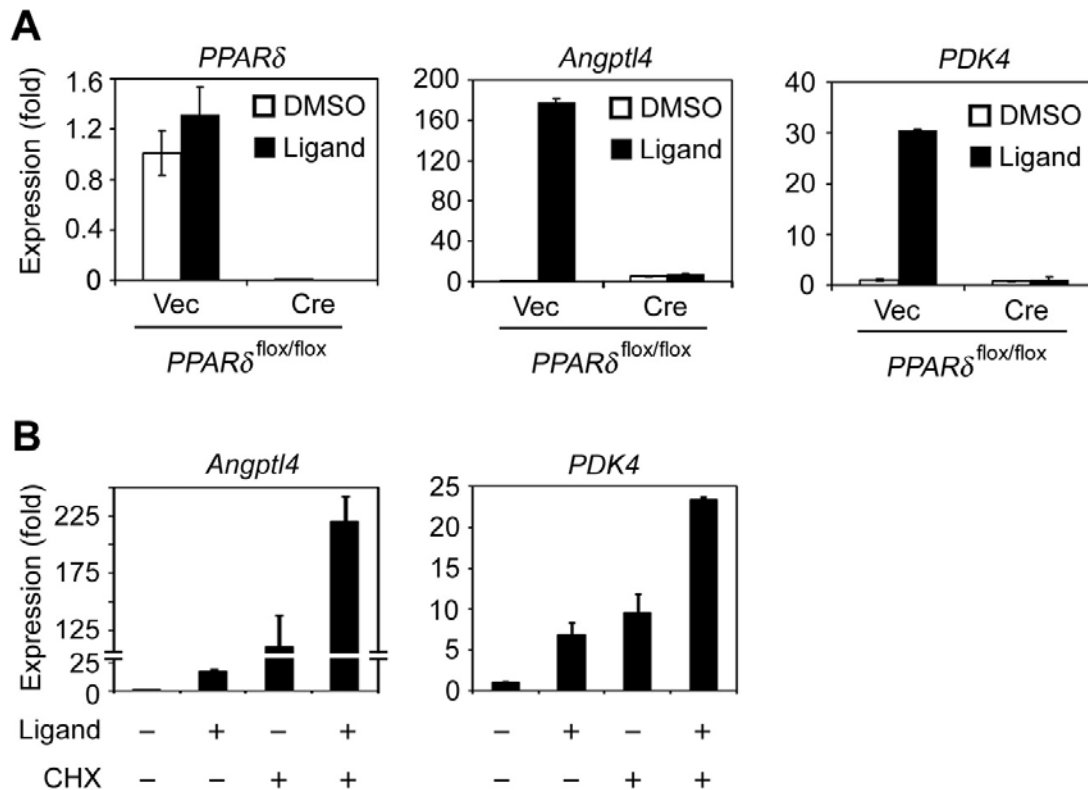 A
PPARδ
Angptl4
PDK4
Expression (fold)
1.6
1.2
0.8
0.4
0
DMSO
Ligand
Vec
Cre
PPARδflox/flox
200
160
120
80
40
0
DMSO
Ligand
Vec
Cre
PPARδflox/flox
40
30
20
10
0
DMSO
Ligand
Vec
Cre
PPARδflox/flox
B
Angptl4
PDK4
Expression (fold)
225
175
125
25
0
25
20
15
10
5
0
Ligand – + – + – + – +
CHX – – + + – – + +